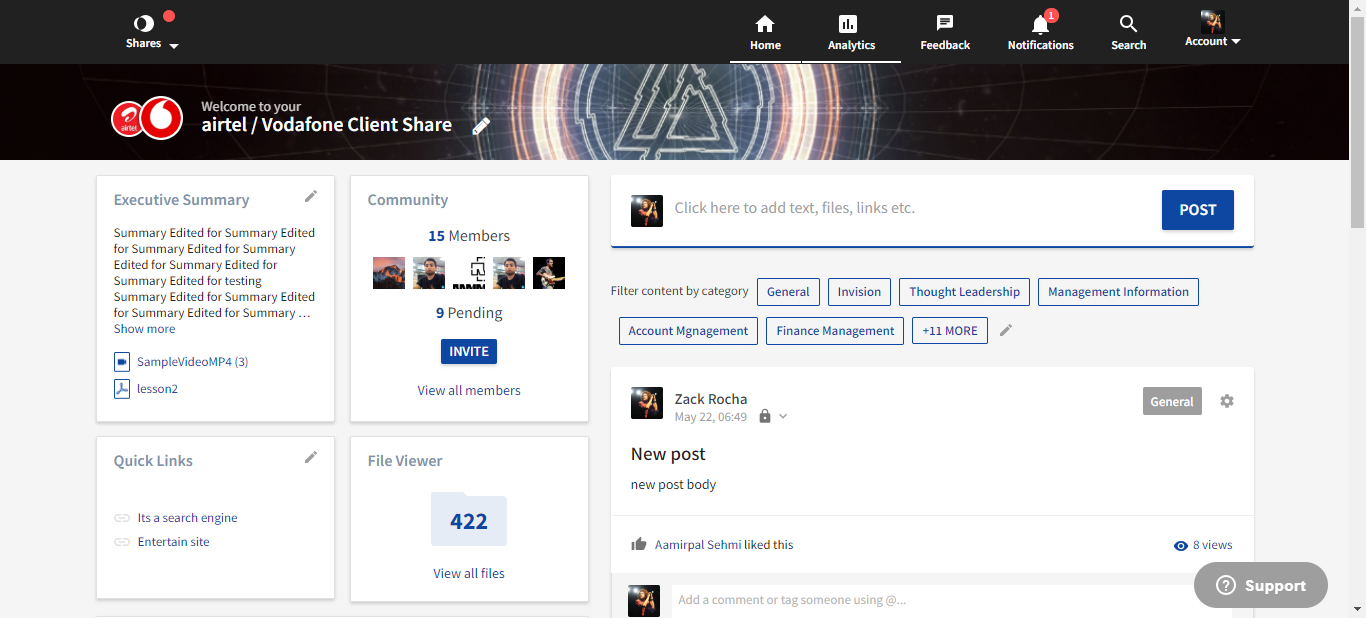 Shares
Home
Analytics
Feedback
1
Notifications
Search
Account
airtel
Welcome to your
airtel / Vodafone Client Share
Executive Summary
Summary Edited for Summary Edited
for Summary Edited for Summary
Edited for Summary Edited for
Summary Edited for testing
Summary Edited for Summary Edited
for Summary Edited for Summary ...
Show more
SampleVideoMP4 (3)
lesson2
Community
15 Members
9 Pending
INVITE
View all members
Quick Links
Its a search engine
Entertain site
File Viewer
422
View all files
Click here to add text, files, links etc.
POST
Filter content by category
General
Invision
Thought Leadership
Management Information
Account Mgnagement
Finance Management
+11 MORE
Zack Rocha
May 22, 06:49
General
New post
new post body
Aamirpal Sehmi liked this
8 views
Add a comment or tag someone using @...
Support